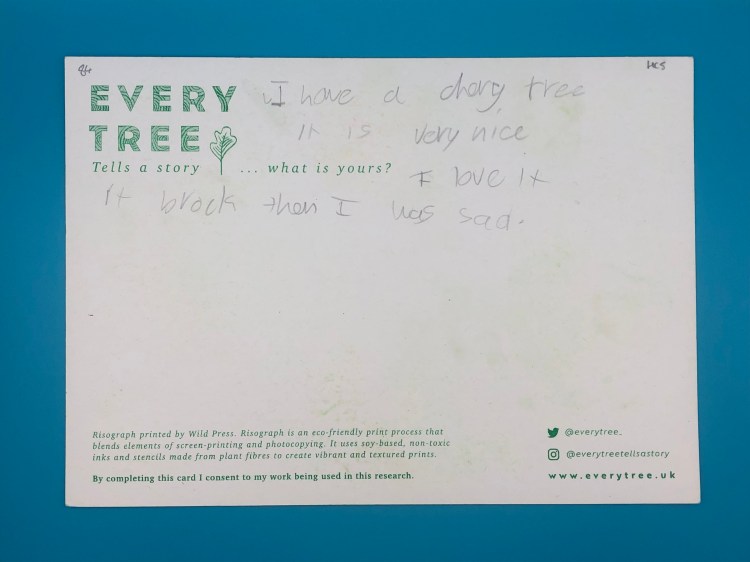 HCS
EVERY I have a chery tree
TREE It is very nice
Tells a story ... what is yours? I love it
It brock then I was sad.
Risograph printed by Wild Press. Risograph is an eco-friendly print process that
blends elements of screen-printing and photocopying. It uses soy-based, non-toxic
inks and stencils made from plant fibres to create vibrant and textured prints.
By completing this card I consent to my work being used in this research.
@everytree_
@everytreetellsastory
www.everytree.uk